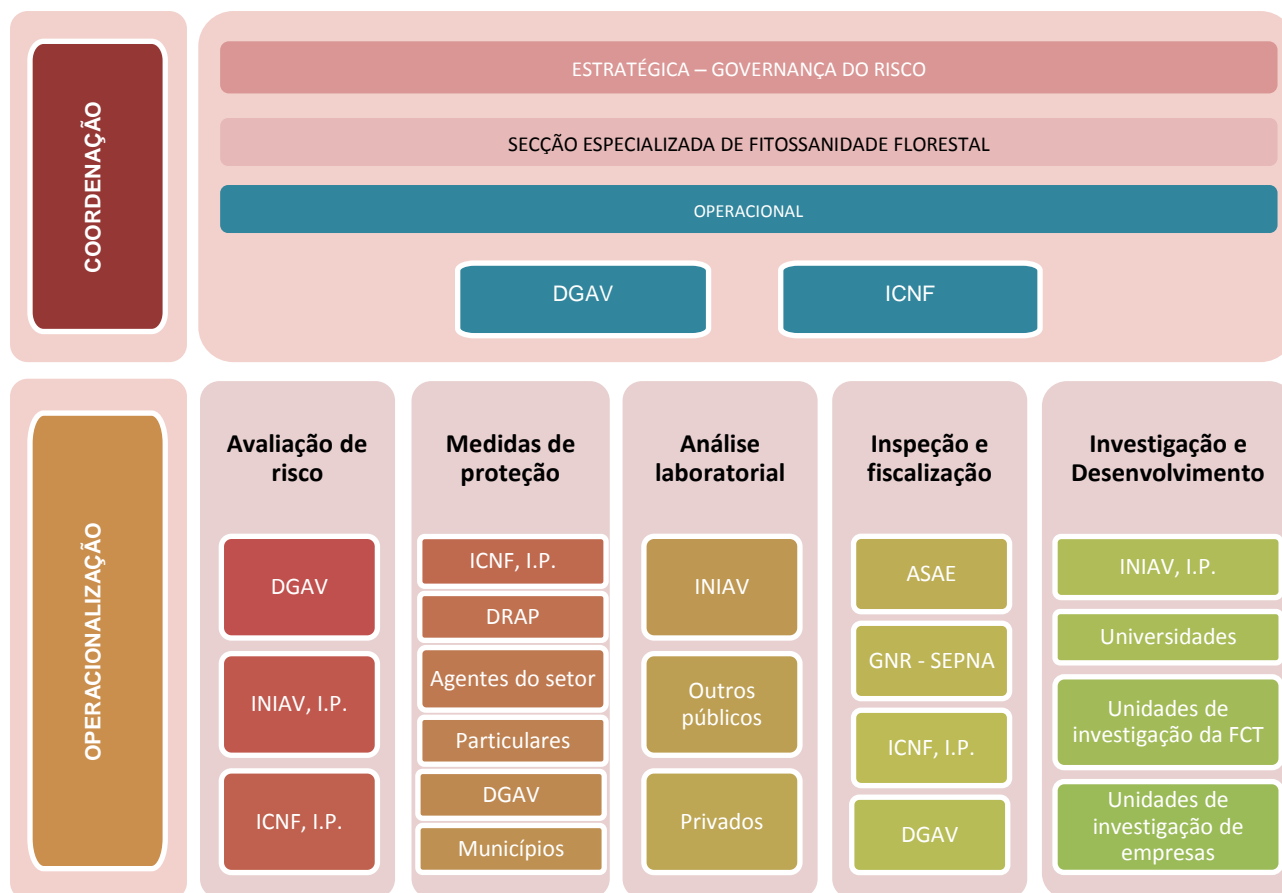 COORDENAÇÃO
ESTRATÉGICA – GOVERNANÇA DO RISCO
SECÇÃO ESPECIALIZADA DE FITOSSANIDADE FLORESTAL
OPERACIONAL
DGAV
ICNF
OPERACIONALIZAÇÃO
Avaliação de
risco
DGAV
INIAV, I.P.
ICNF, I.P.
Medidas de
proteção
ICNF, I.P.
DRAP
Agentes do setor
Particulares
DGAV
Municípios
Análise
laboratorial
INIAV
Outros
públicos
Privados
Inspeção e
fiscalização
ASAE
GNR - SEPNA
ICNF, I.P.
DGAV
Investigação e
Desenvolvimento
INIAV, I.P.
Universidades
Unidades de
investigação da FCT
Unidades de
investigação de
empresas